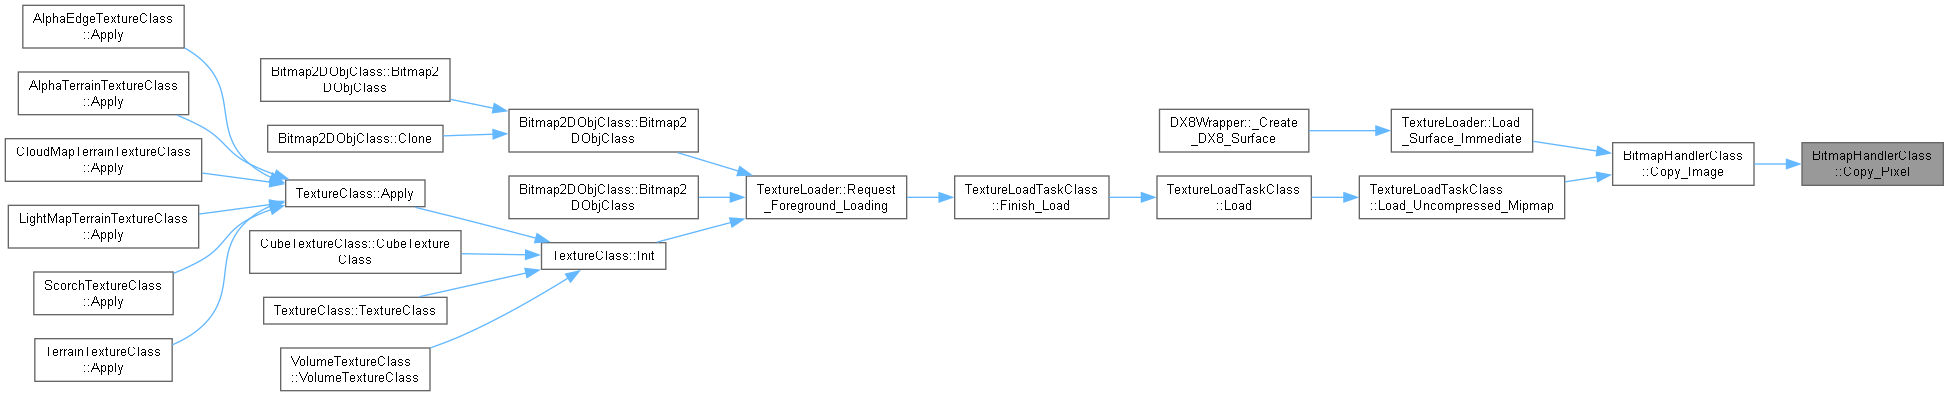 AlphaEdgeTextureClass
::Apply
AlphaTerrainTextureClass
::Apply
CloudMapTerrainTextureClass
::Apply
LightMapTerrainTextureClass
::Apply
ScorchTextureClass
::Apply
TerrainTextureClass
::Apply
Bitmap2DObjClass::Bitmap2
DObjClass
Bitmap2DObjClass::Clone
TextureClass::Apply
CubeTextureClass::CubeTexture
Class
TextureClass::TextureClass
VolumeTextureClass
::VolumeTextureClass
Bitmap2DObjClass::Bitmap2
DObjClass
Bitmap2DObjClass::Bitmap2
DObjClass
TextureClass::Init
TextureLoader::Request
_Foreground_Loading
TextureLoadTaskClass
::Finish_Load
DX8Wrapper::_Create
_DX8_Surface
TextureLoadTaskClass
::Load
TextureLoader::Load
_Surface_Immediate
TextureLoadTaskClass
::Load_Uncompressed_Mipmap
BitmapHandlerClass
::Copy_Image
BitmapHandlerClass
::Copy_Pixel